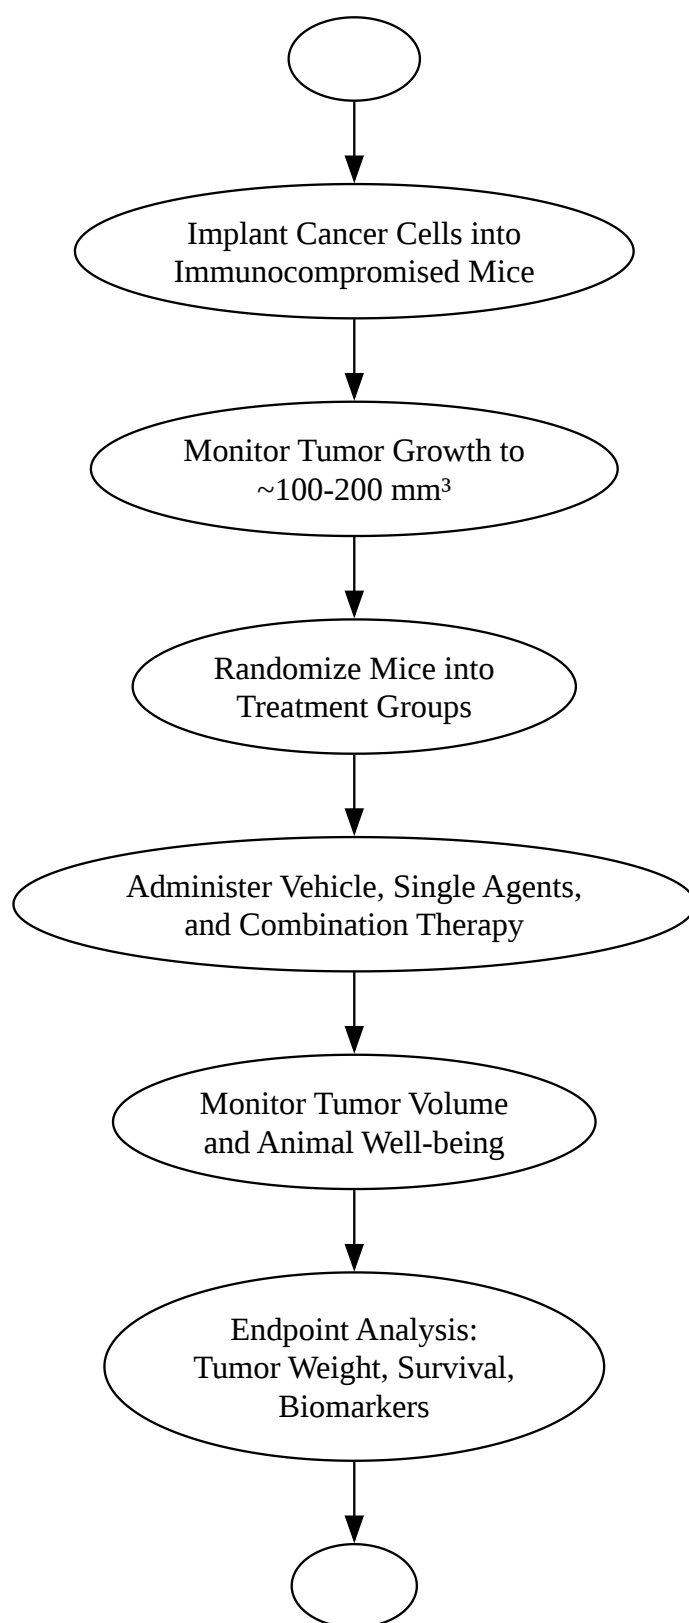 Implant Cancer Cells into
Immunocompromised Mice
Monitor Tumor Growth to
~100-200 mm³
Randomize Mice into
Treatment Groups
Administer Vehicle, Single Agents,
and Combination Therapy
Monitor Tumor Volume
and Animal Well-being
Endpoint Analysis:
Tumor Weight, Survival,
Biomarkers